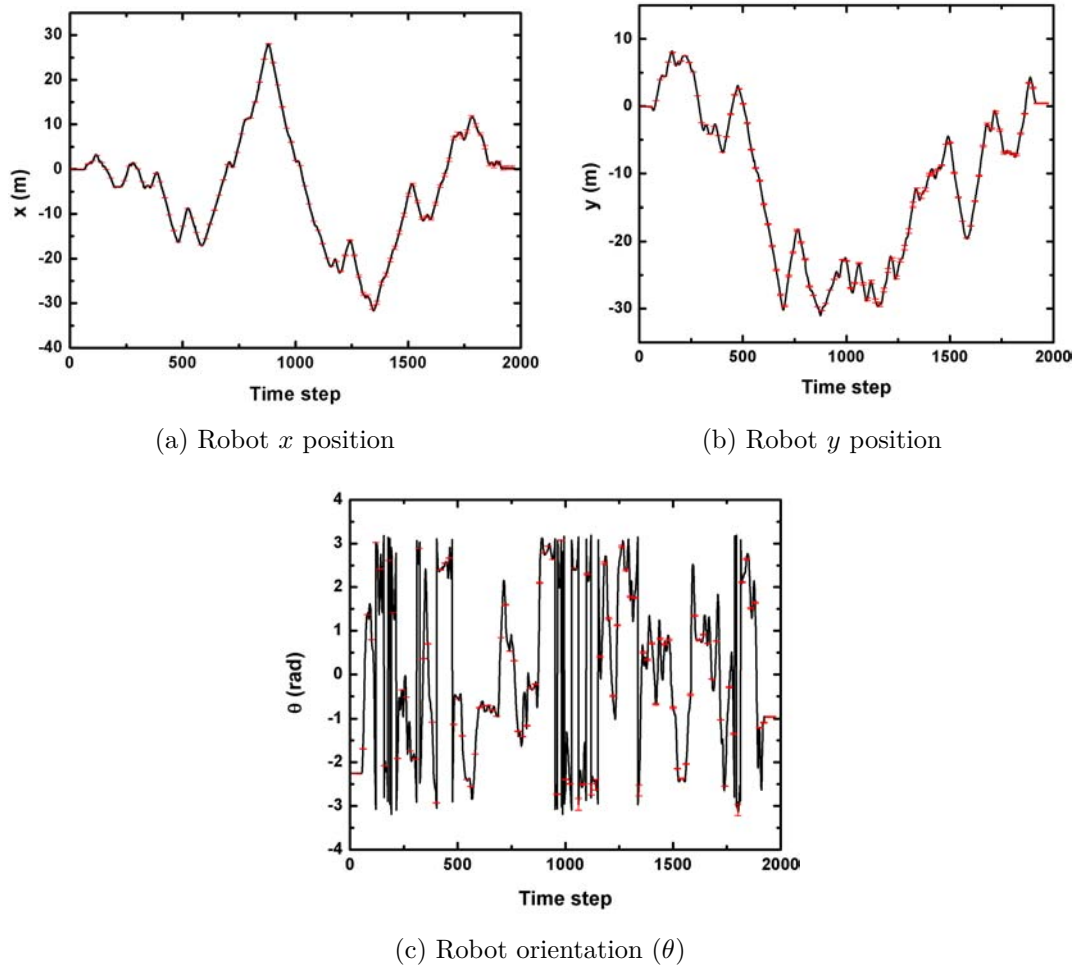 30
20
10
0
-10
-20
-30
-40
x (m)
0 500 1000 1500 2000
Time step
(a) Robot x position
10
0
-10
-20
-30
y (m)
0 500 1000 1500 2000
Time step
(b) Robot y position
4
3
2
1
0
-1
-2
-3
-4
θ (rad)
0 500 1000 1500 2000
Time step
(c) Robot orientation (θ)